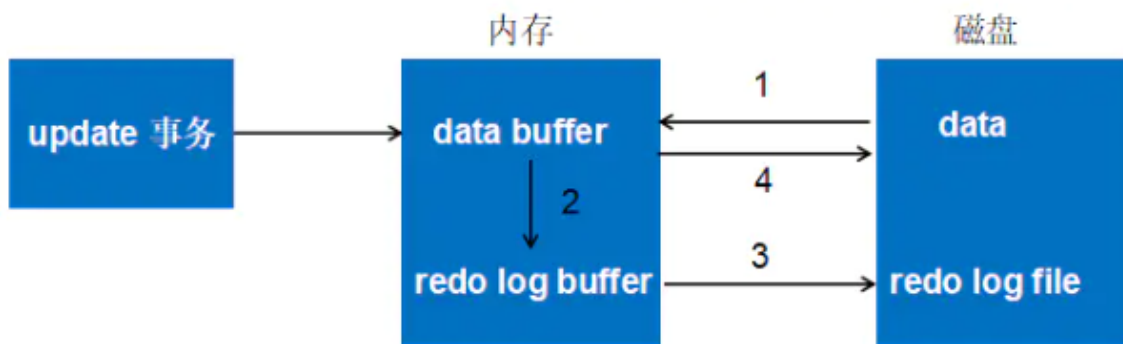 内存
磁盘
update 事务
data buffer
1
data
4
2
redo log buffer
3
redo log file